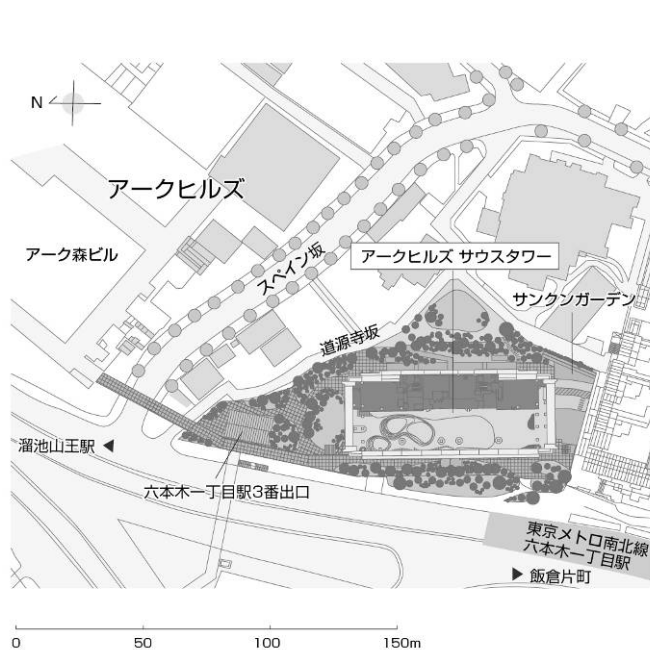 N
アークヒルズ
アーク森ビル
スペイン坂
アークヒルズ サウスタワー
サンクンガーデン
道源寺坂
溜池山王駅 ◀
六本木一丁目駅3番出口
東京メトロ南北線
六本木一丁目駅
▶ 飯倉片町
0 50 100 150m